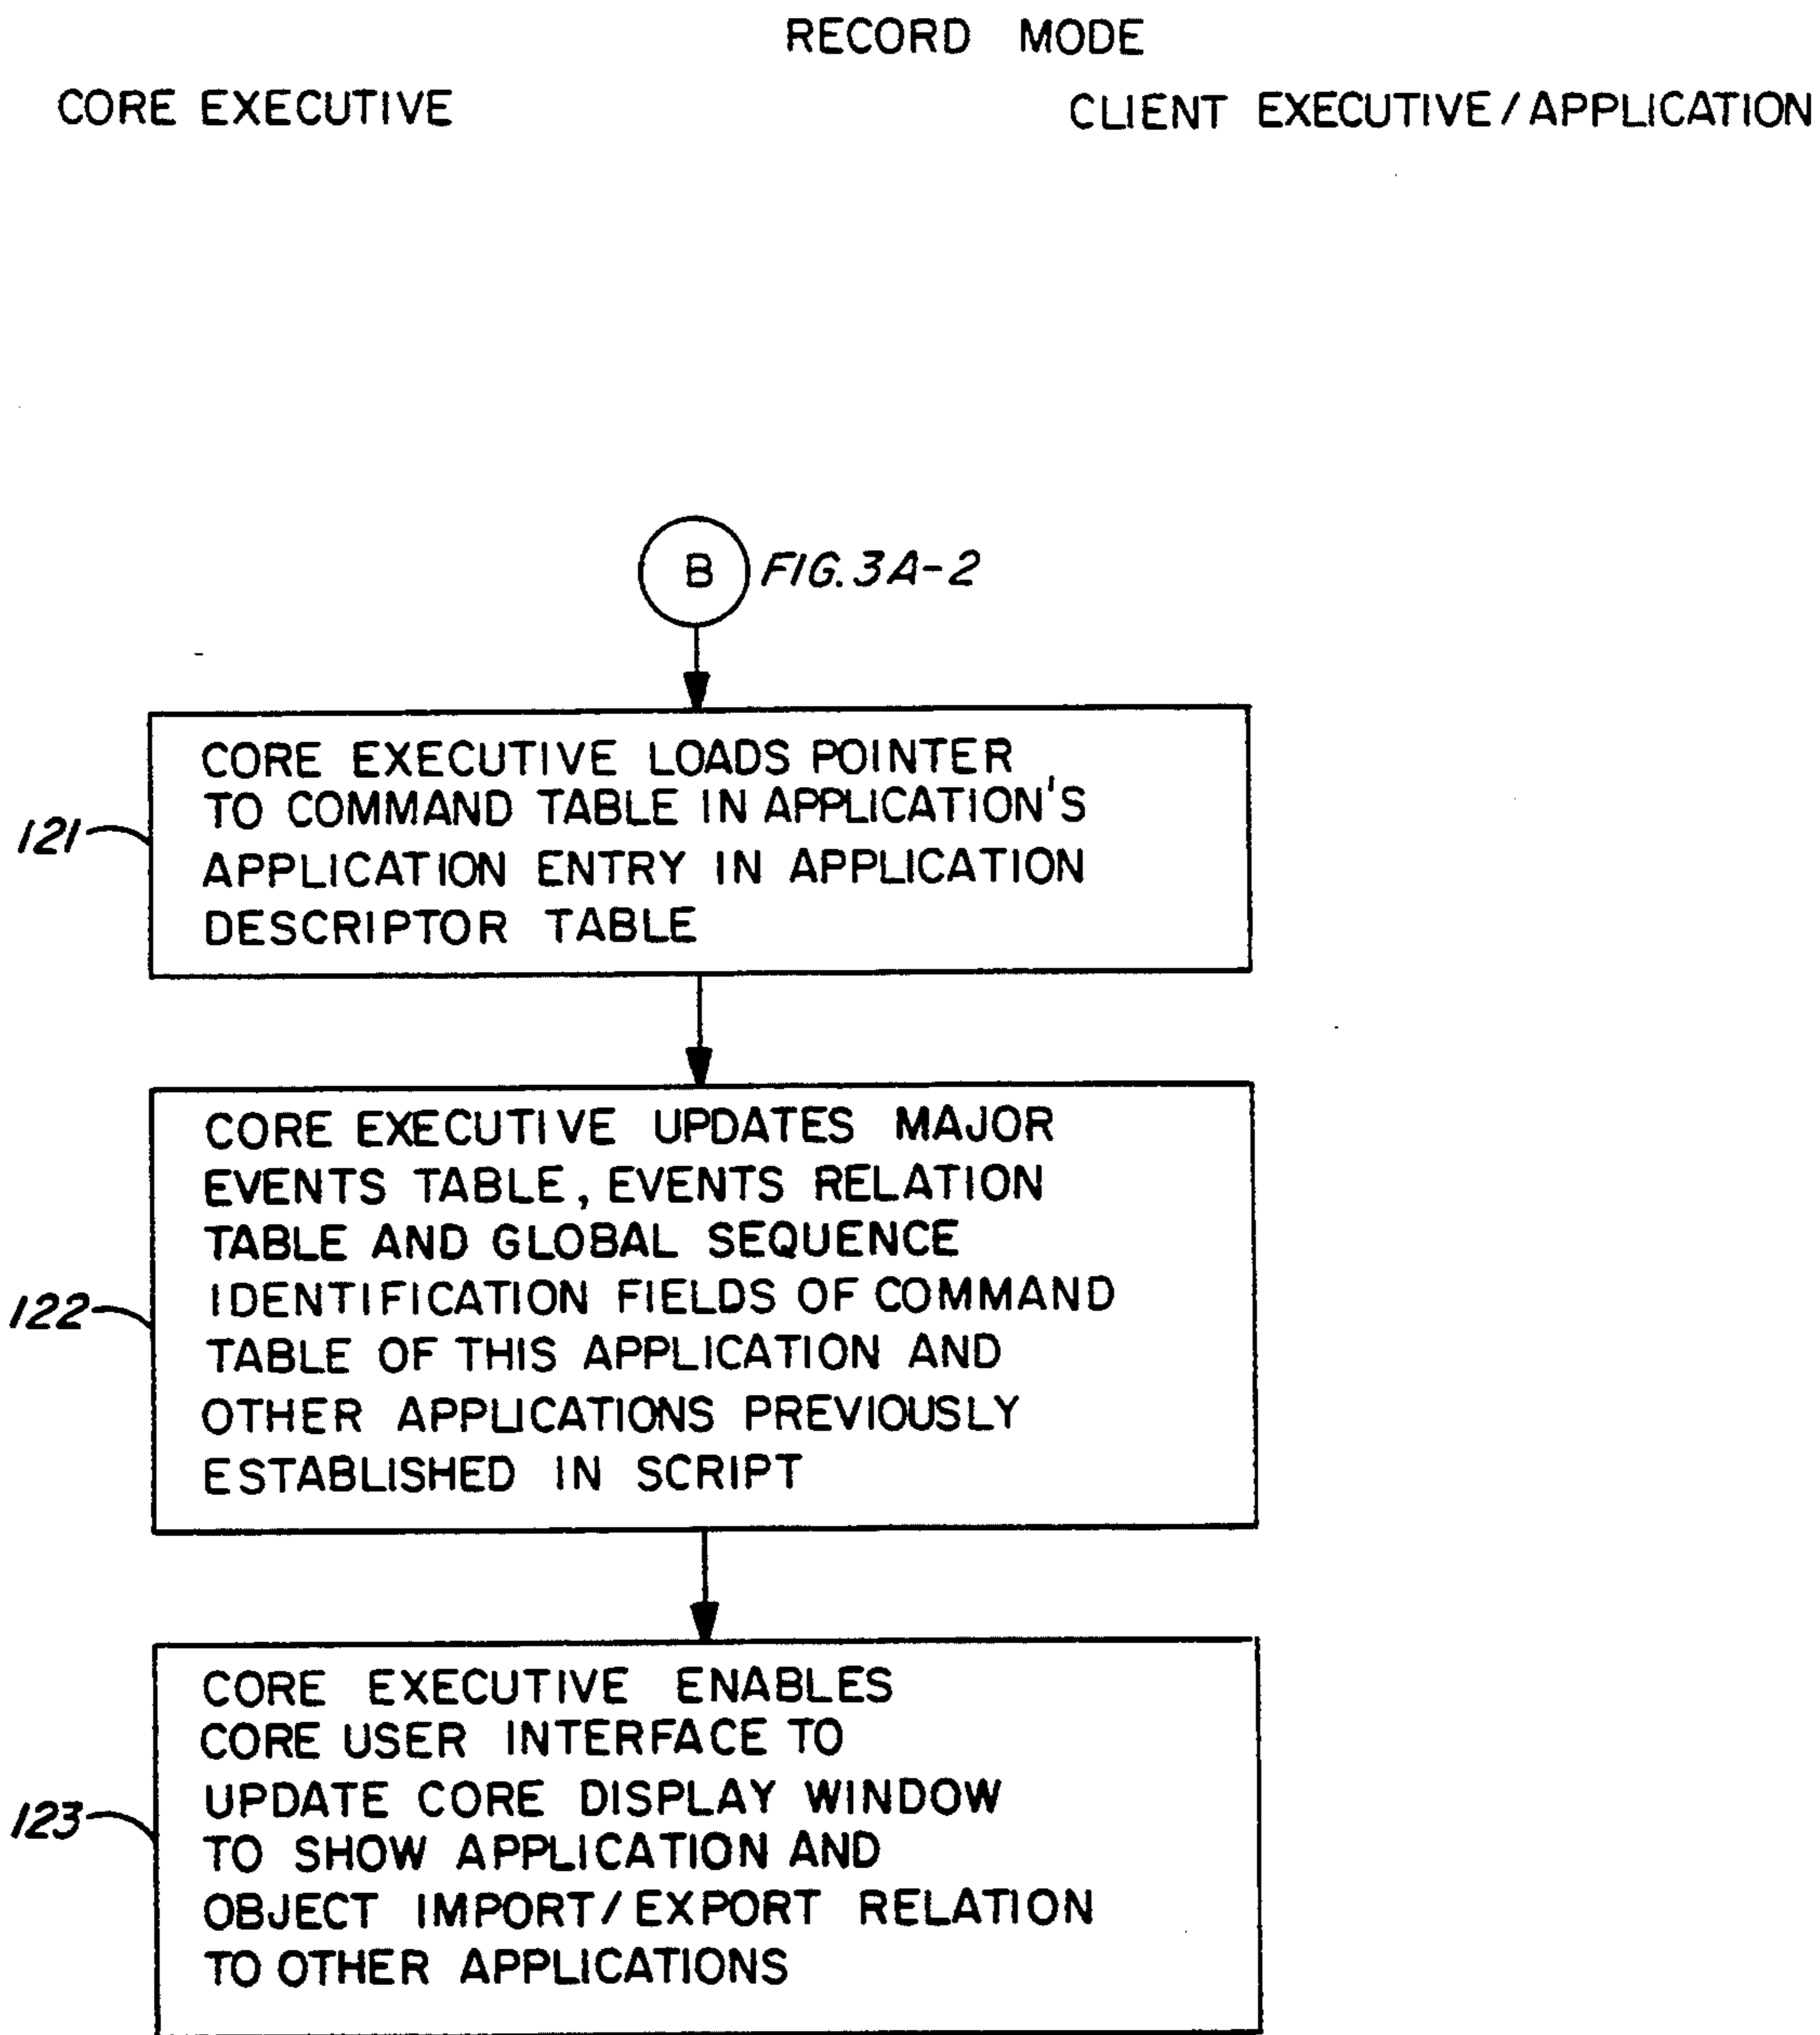 RECORD MODE
CORE EXECUTIVE
CLIENT EXECUTIVE/APPLICATION
B FIG. 3A-2
121
CORE EXECUTIVE LOADS POINTER
TO COMMAND TABLE IN APPLICATION'S
APPLICATION ENTRY IN APPLICATION
DESCRIPTOR TABLE
122
CORE EXECUTIVE UPDATES MAJOR
EVENTS TABLE, EVENTS RELATION
TABLE AND GLOBAL SEQUENCE
IDENTIFICATION FIELDS OF COMMAND
TABLE OF THIS APPLICATION AND
OTHER APPLICATIONS PREVIOUSLY
ESTABLISHED IN SCRIPT
123
CORE EXECUTIVE ENABLES
CORE USER INTERFACE TO
UPDATE CORE DISPLAY WINDOW
TO SHOW APPLICATION AND
OBJECT IMPORT/EXPORT RELATION
TO OTHER APPLICATIONS